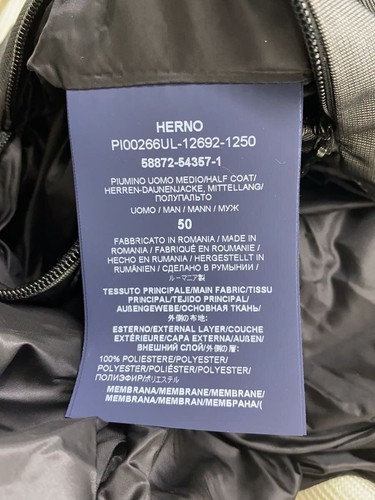 HERNO
PI00266UL-12692-1250
58872-54357-1
PIUMINO UOMO MEDIO/HALF COAT/
HERREN-DAUNENJACKE, MITTELLANG/
ПОЛУПАЛЬТО
UOMO / MAN / MANN / МУЖ
50
FABBRICATO IN ROMANIA / MADE IN
ROMANIA / FABRIQUÉ EN ROUMANIE /
HECHO EN RUMANIA / HERGESTELLT IN
RUMÄNIEN / СДЕЛАНО В РУМЫНИИ /
ルーマニア製
TESSUTO PRINCIPALE/MAIN FABRIC/TISSU
PRINCIPAL/TEJIDO PRINCIPAL/
AUßENGEWEBE/ОСНОВНАЯ ТКАНЬ/
外側の布地:
ESTERNO/EXTERNAL LAYER/COUCHE
EXTÉRIEURE/CAPA EXTERNA/AUßEN/
ВНЕШНИЙ СЛОЙ/外側の層:
100% POLIESTERE/POLYESTER/
POLYESTER/POLIÉSTER/POLYESTER/
ПОЛИЭФИР/ポリエステル
MEMBRANA/MEMBRANE/MEMBRANE/
MEMBRANA/MEMBRAN/МЕМБРАНА/(